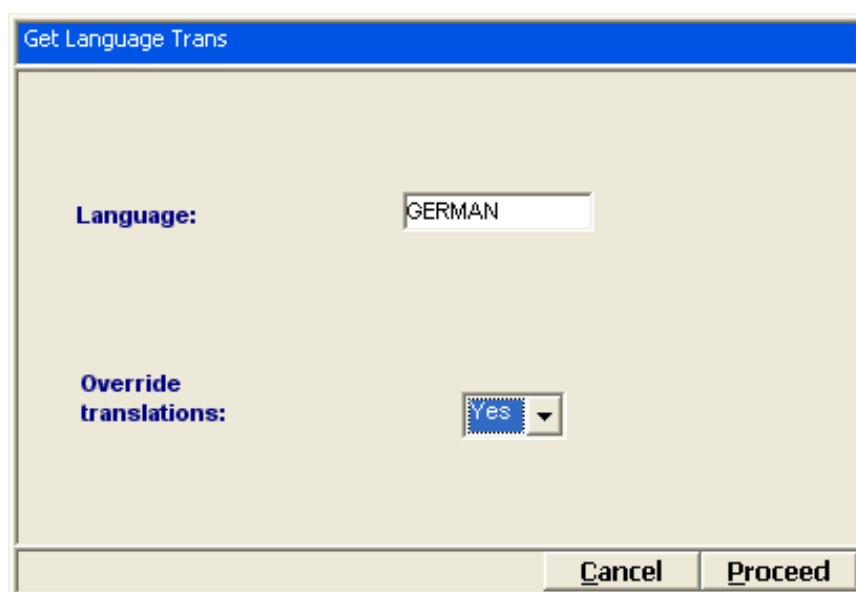 Get Language Trans
Language:
GERMAN
Override
translations:
Yes
Cancel
Proceed